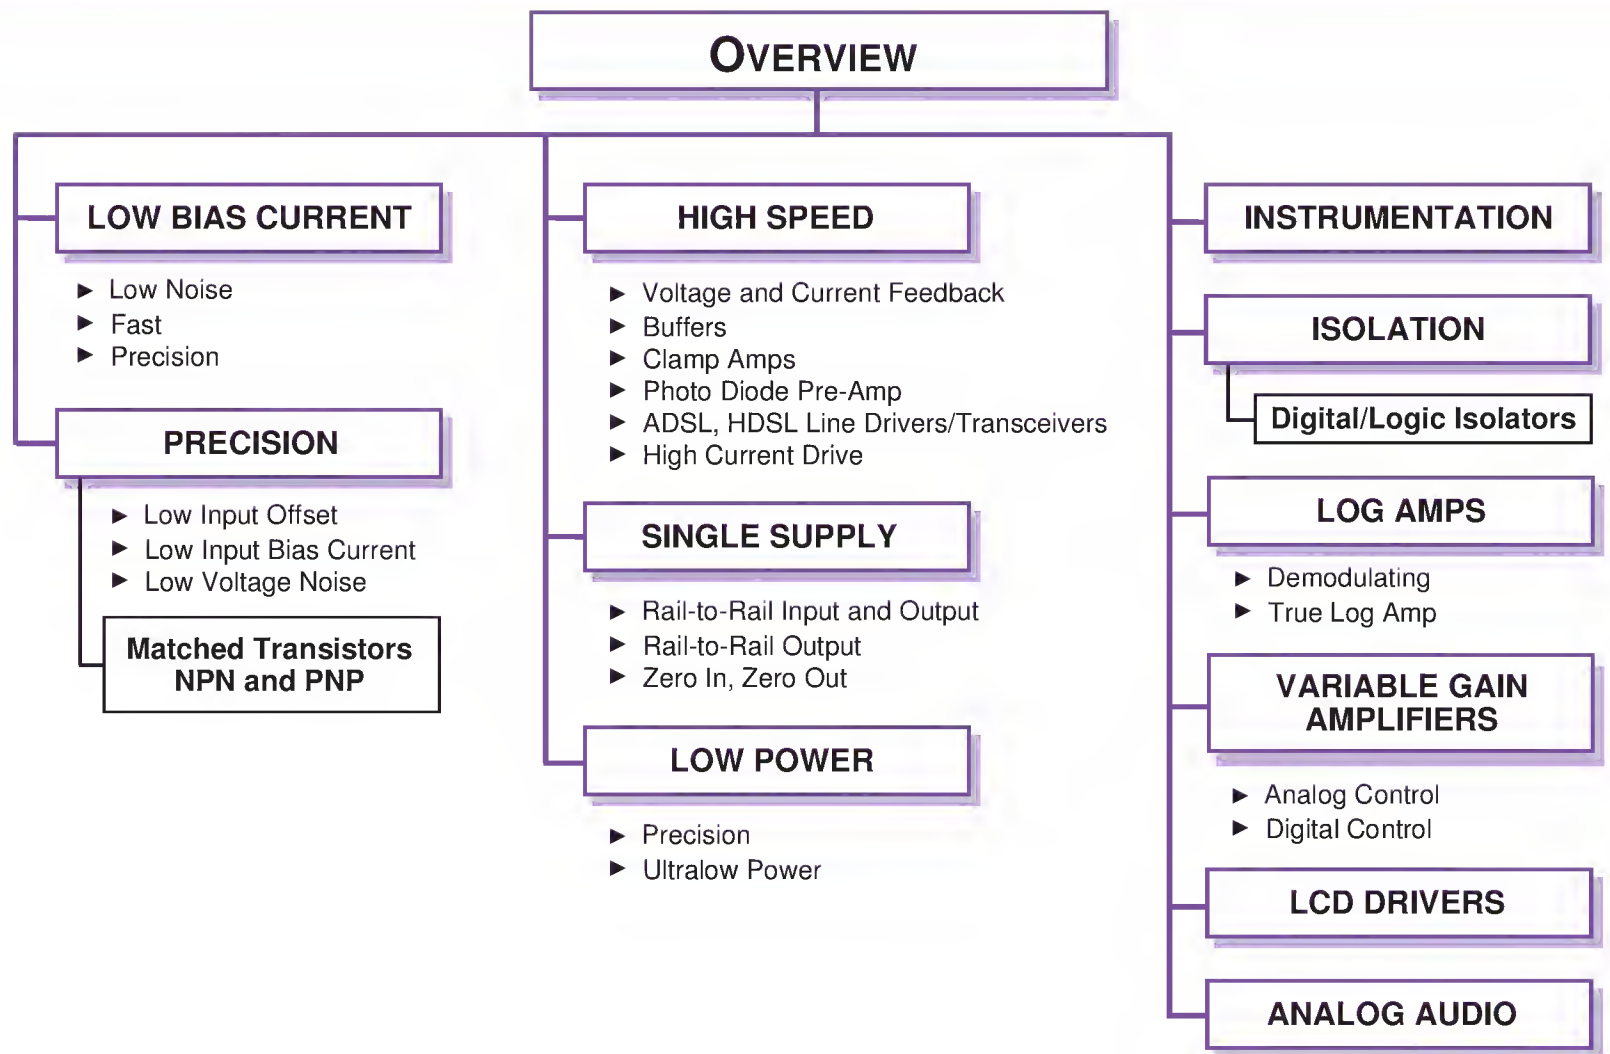 OVERVIEW
LOW BIAS CURRENT
► Low Noise
► Fast
► Precision
PRECISION
► Low Input Offset
► Low Input Bias Current
► Low Voltage Noise
Matched Transistors
NPN and PNP
HIGH SPEED
► Voltage and Current Feedback
► Buffers
► Clamp Amps
► Photo Diode Pre-Amp
► ADSL, HDSL Line Drivers/Transceivers
► High Current Drive
SINGLE SUPPLY
► Rail-to-Rail Input and Output
► Rail-to-Rail Output
► Zero In, Zero Out
LOW POWER
► Precision
► Ultralow Power
INSTRUMENTATION
ISOLATION
Digital/Logic Isolators
LOG AMPS
► Demodulating
► True Log Amp
VARIABLE GAIN
AMPLIFIERS
► Analog Control
► Digital Control
LCD DRIVERS
ANALOG AUDIO